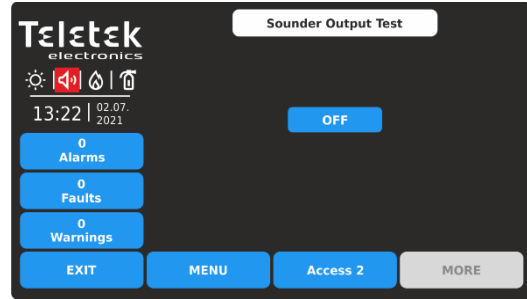 Teletek
electronics
Sounder Output Test
13:22
02.07.
2021
OFF
0
Alarms
0
Faults
0
Warnings
EXIT
MENU
Access 2
MORE